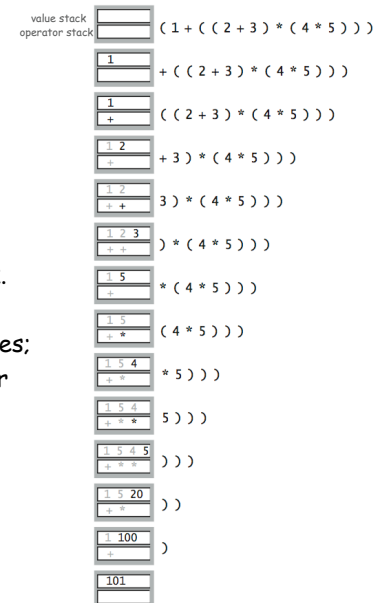 value stack
operator stack
( 1 + ( ( 2 + 3 ) * ( 4 * 5 ) ) )
1
+ ( ( 2 + 3 ) * ( 4 * 5 ) ) )
1
+
( ( 2 + 3 ) * ( 4 * 5 ) ) )
1 2
+
+ 3 ) * ( 4 * 5 ) ) )
1 2
+ +
3 ) * ( 4 * 5 ) ) )
1 2 3
+ +
) * ( 4 * 5 ) ) )
1 5
+
* ( 4 * 5 ) ) )
1 5
+ *
( 4 * 5 ) ) )
1 5 4
+ *
* 5 ) ) )
1 5 4
+ * *
5 ) ) )
1 5 4 5
+ * *
) ) )
1 5 20
+ *
) )
1 100
+
)
101